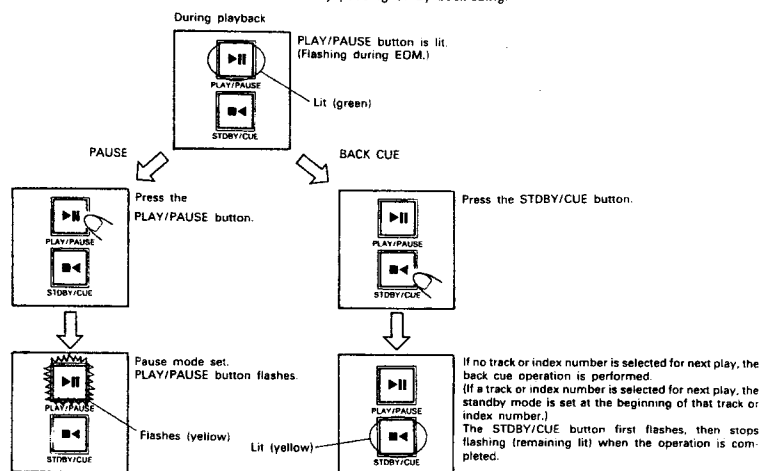 During playback
PLAY/PAUSE button is lit.
(Flashing during EOM.)
PLAY/PAUSE
Lit (green)
STDBY/CUE
PAUSE
BACK CUE
Press the
PLAY/PAUSE button.
PLAY/PAUSE
STDBY/CUE
Press the STDBY/CUE button.
PLAY/PAUSE
STDBY/CUE
Pause mode set.
PLAY/PAUSE button flashes.
PLAY/PAUSE
Flashes (yellow)
STDBY/CUE
PLAY/PAUSE
Lit (yellow)
STDBY/CUE
If no track or index number is selected for next play, the
back cue operation is performed.
(If a track or index number is selected for next play, the
standby mode is set at the beginning of that track or
index number.)
The STDBY/CUE button first flashes, then stops
flashing (remaining lit) when the operation is com-
pleted.